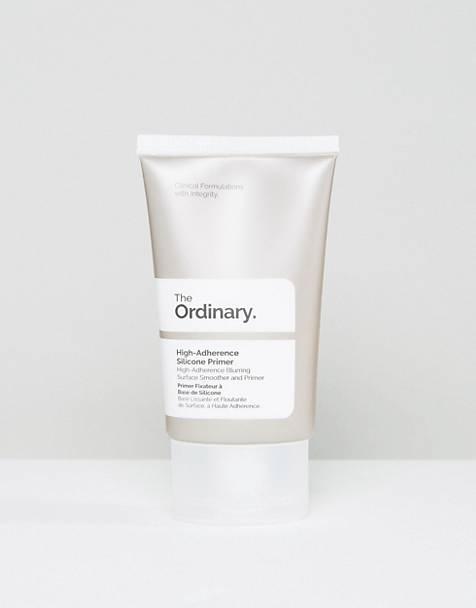 Clinical Formulations
with Integrity.
The
Ordinary.
High-Adherence
Silicone Primer
High-Adherence Blurring
Surface Smoother and Primer
Primer Fixateur à
Base de Silicone
Base Lissante et Floutante
de Surface, à Haute Adhérence.